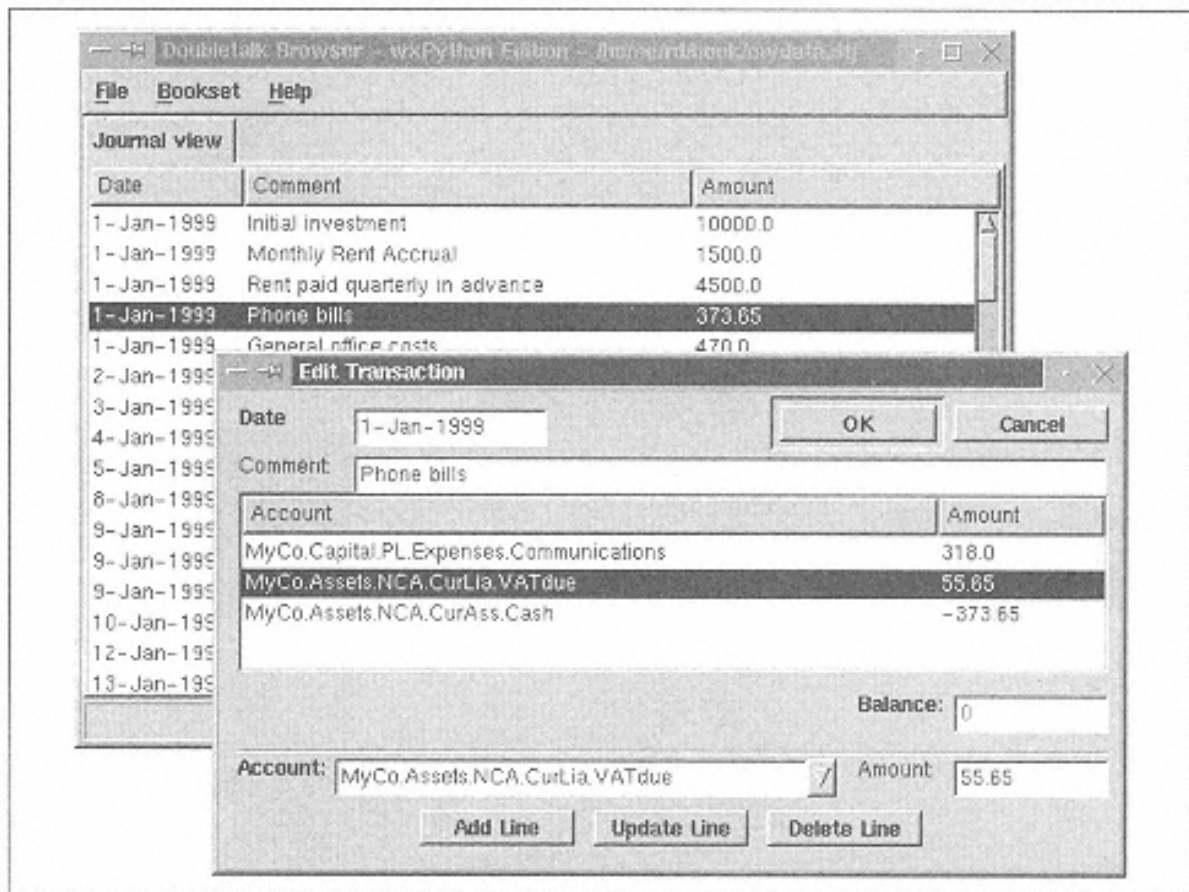 Doubletalk Browser - wxPython Edition - /home/rd/book/mydata.dtj
File Bookset Help
Journal view
Date Comment Amount
1-Jan-1999 Initial investment 10000.0
1-Jan-1999 Monthly Rent Accrual 1500.0
1-Jan-1999 Rent paid quarterly in advance 4500.0
1-Jan-1999 Phone bills 373.65
1-Jan-1999 General office costs 470.0
2-Jan-1999
3-Jan-1999
4-Jan-1999
5-Jan-1999
8-Jan-1999
9-Jan-1999
9-Jan-1999
9-Jan-1999
10-Jan-199
12-Jan-199
13-Jan-199
Edit Transaction
Date 1-Jan-1999 OK Cancel
Comment: Phone bills
Account Amount
MyCo.Capital.PL.Expenses.Communications 318.0
MyCo.Assets.NCA.CurLia.VATdue 55.65
MyCo.Assets.NCA.CurAss.Cash -373.65
Balance: 0
Account: MyCo.Assets.NCA.CurLia.VATdue Amount 55.65
Add Line Update Line Delete Line